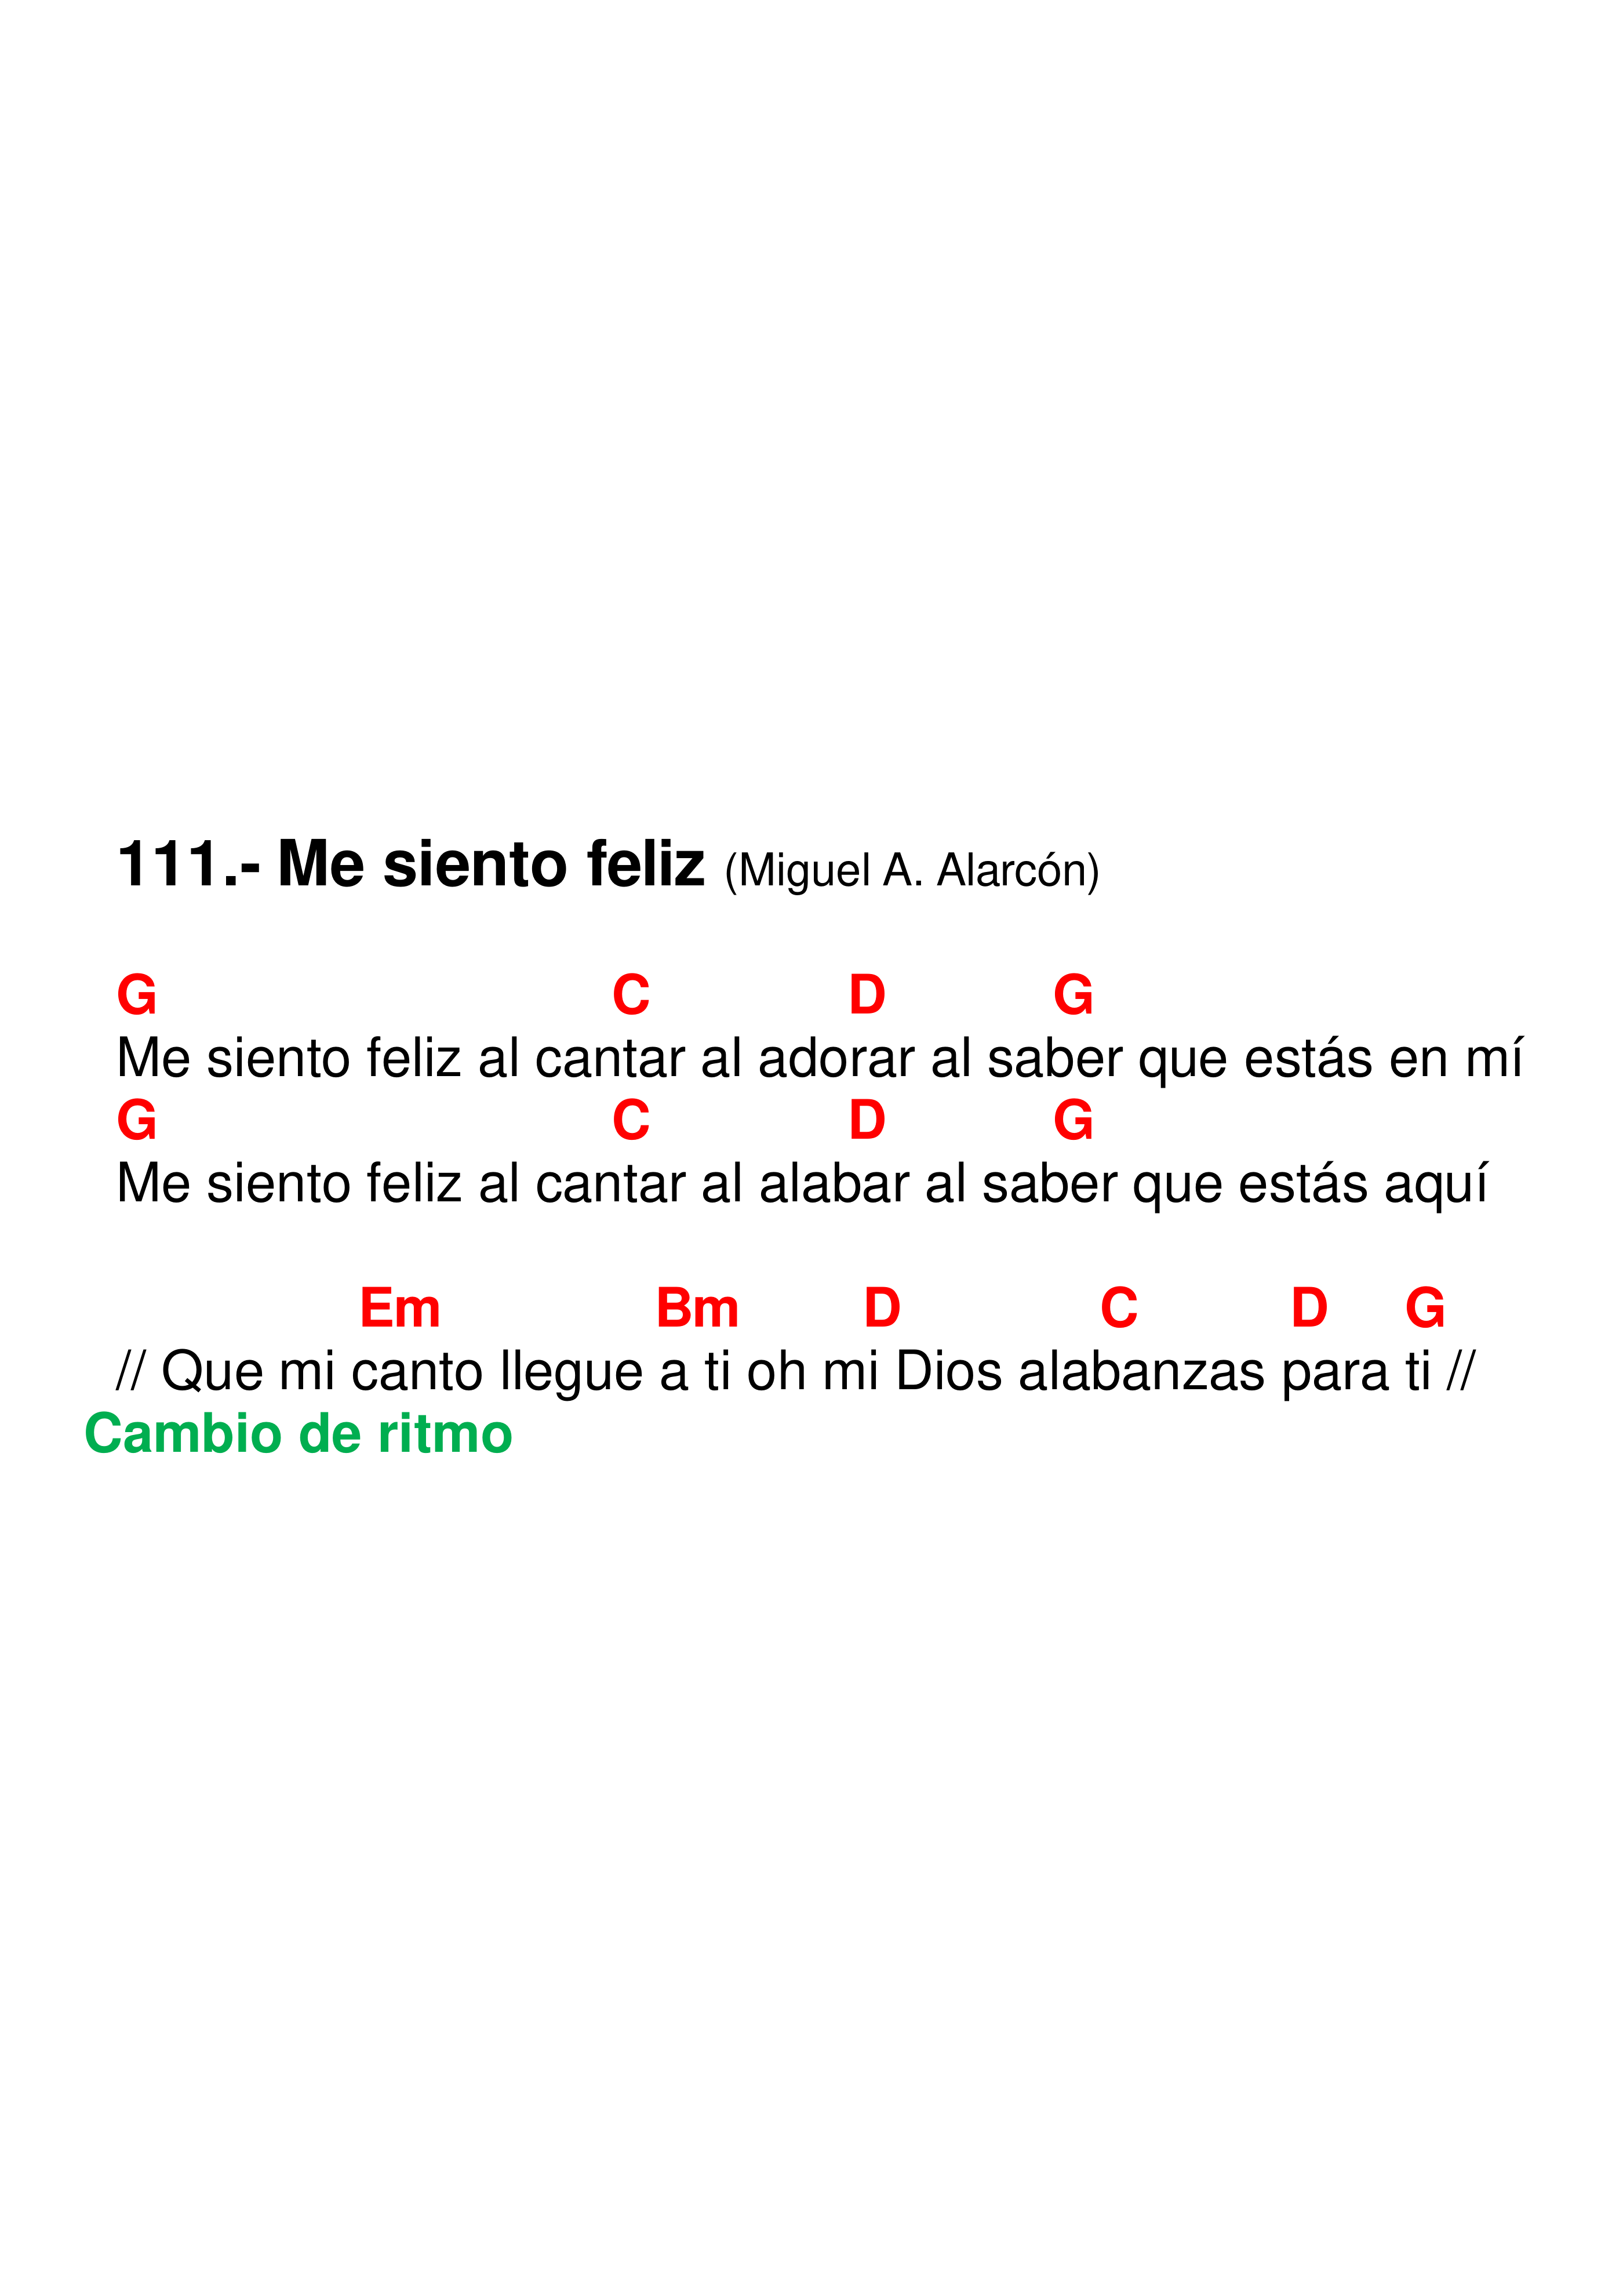 111.- Me siento feliz (Miguel A. Alarcón)
G C D G
Me siento feliz al cantar al adorar al saber que estás en mí
G C D G
Me siento feliz al cantar al alabar al saber que estás aquí
Em Bm D C D G
// Que mi canto llegue a ti oh mi Dios alabanzas para ti //
Cambio de ritmo